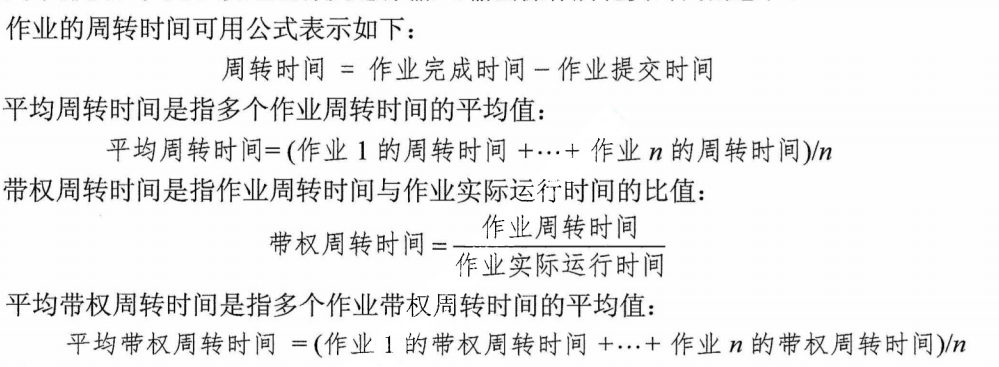 作业的周转时间可用公式表示如下：
周转时间 = 作业完成时间 − 作业提交时间
平均周转时间是指多个作业周转时间的平均值：
平均周转时间= (作业 1 的周转时间 +⋯+ 作业 n 的周转时间)/n
带权周转时间是指作业周转时间与作业实际运行时间的比值：
作业周转时间
带权周转时间 =
作业实际运行时间
平均带权周转时间是指多个作业带权周转时间的平均值：
平均带权周转时间 = (作业 1 的带权周转时间 +⋯+ 作业 n 的带权周转时间)/n